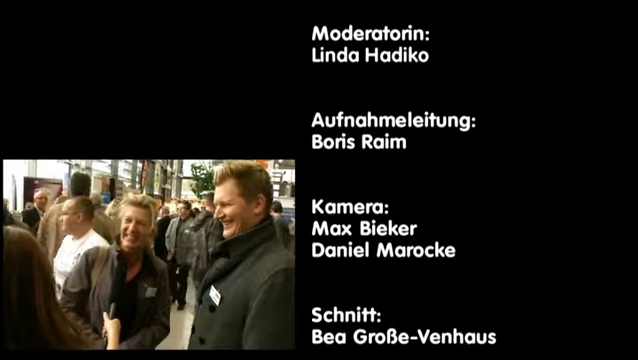 Moderatorin:
Linda Hadiko
Aufnahmeleitung:
Boris Raim
Kamera:
Max Bieker
Daniel Marocke
Schnitt:
Bea Große-Venhaus